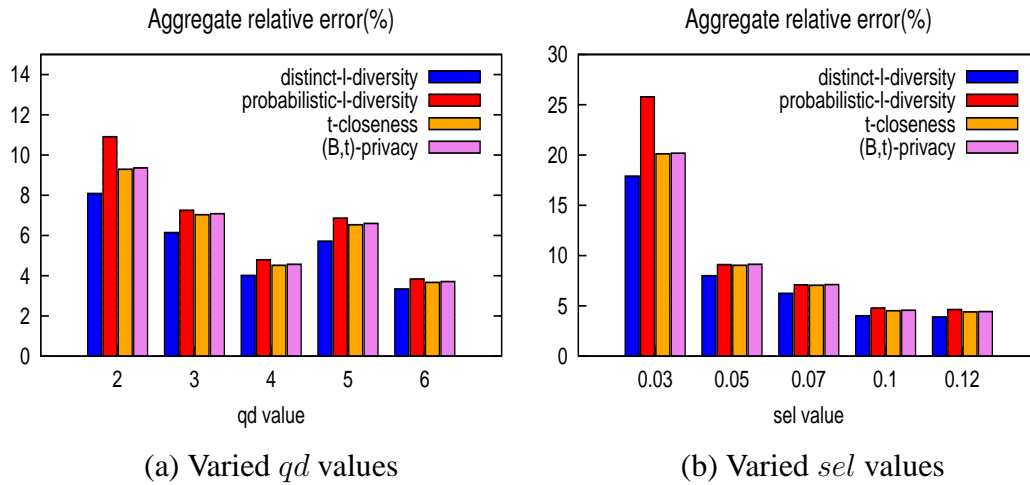 Aggregate relative error(%)
14
12
10
8
6
4
2
0
distinct-l-diversity
probabilistic-l-diversity
t-closeness
(B,t)-privacy
2 3 4 5 6
qd value
(a) Varied qd values
Aggregate relative error(%)
30
25
20
15
10
5
0
distinct-l-diversity
probabilistic-l-diversity
t-closeness
(B,t)-privacy
0.03 0.05 0.07 0.1 0.12
sel value
(b) Varied sel values